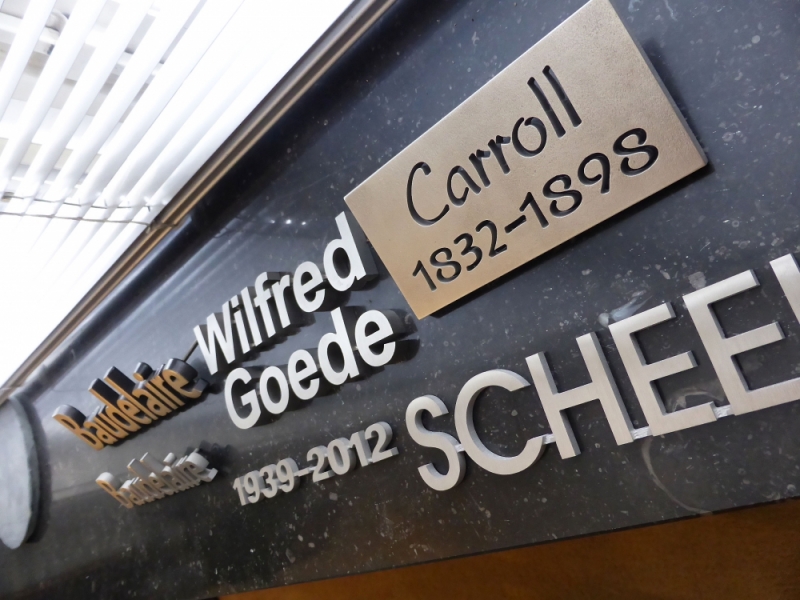 Carroll
1832-1898
Wilfred
Goede
1939-2012
Baudelaire
Baudelaire
SCHEE